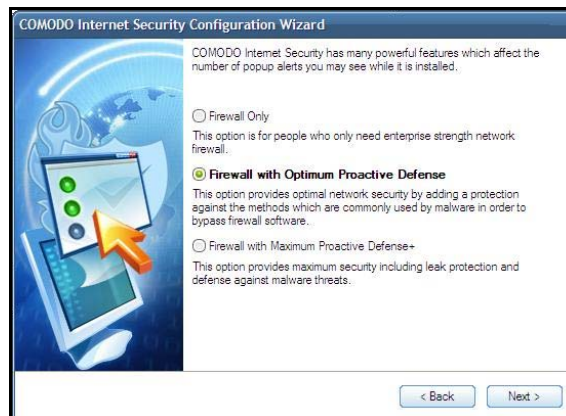 COMODO Internet Security Configuration Wizard
COMODO Internet Security has many powerful features which affect the
number of popup alerts you may see while it is installed.
Firewall Only
This option is for people who only need enterprise strength network
firewall.
Firewall with Optimum Proactive Defense
This option provides optimal network security by adding a protection
against the methods which are commonly used by malware in order to
bypass firewall software.
Firewall with Maximum Proactive Defense+
This option provides maximum security including leak protection and
defense against malware threats.
< Back
Next >